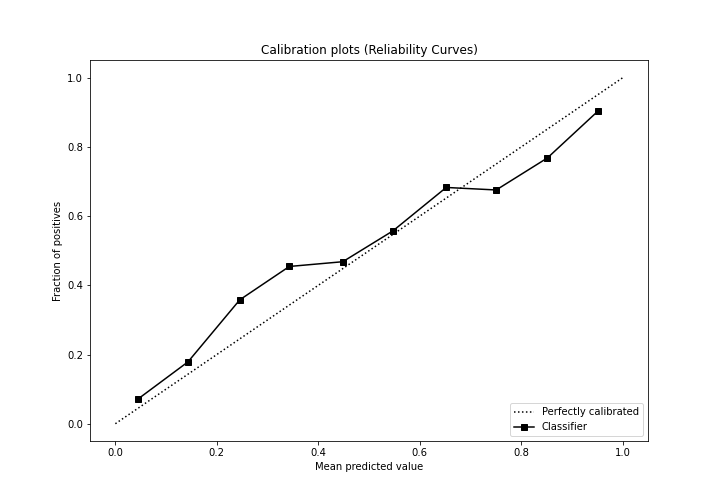 Calibration plots (Reliability Curves)
1.0
0.8
0.6
0.4
0.2
0.0
Fraction of positives
0.0 0.2 0.4 0.6 0.8 1.0
Mean predicted value
Perfectly calibrated
Classifier